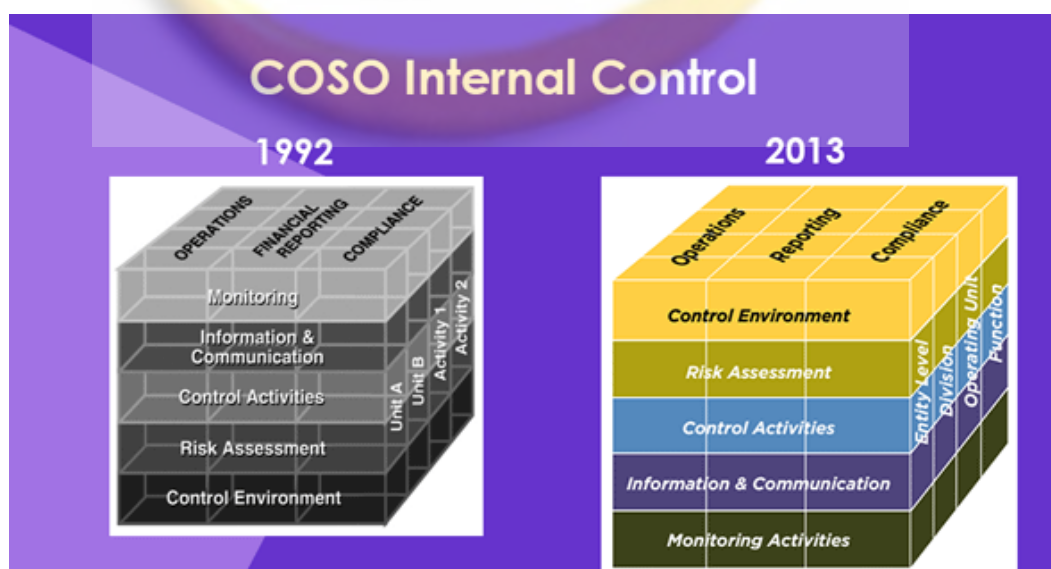 COSO Internal Control
1992
OPERATIONS
FINANCIAL
REPORTING
COMPLIANCE
Monitoring
Information &
Communication
Control Activities
Risk Assessment
Control Environment
Unit A
Unit B
Activity 1
Activity 2
2013
Operations
Reporting
Compliance
Control Environment
Risk Assessment
Control Activities
Information & Communication
Monitoring Activities
Entity Level
Division
Operating Unit
Function